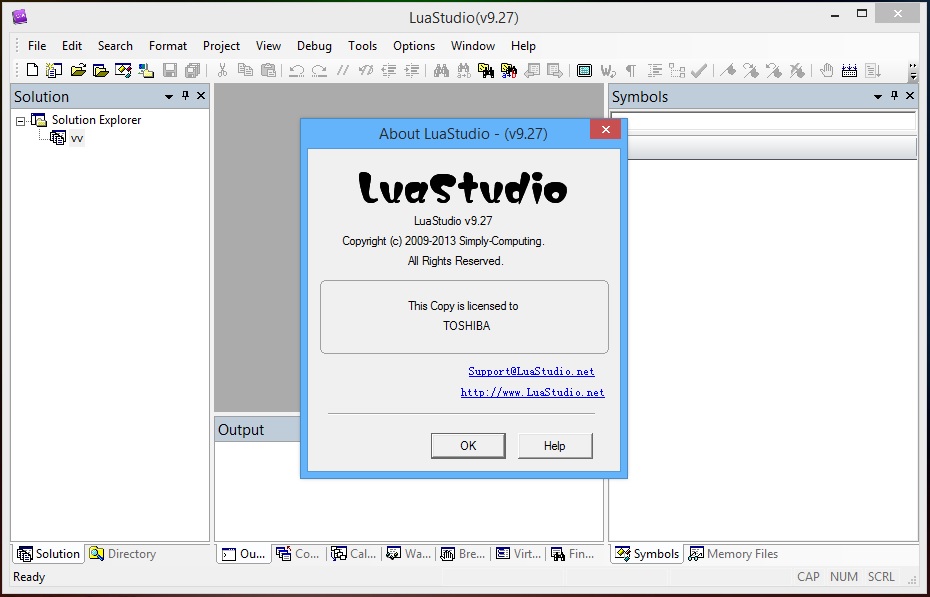 LuaStudio(v9.27)
File Edit Search Format Project View Debug Tools Options Window Help
Solution
Symbols
Solution Explorer
vv
About LuaStudio - (v9.27)
LuaStudio
LuaStudio v9.27
Copyright (c) 2009-2013 Simply-Computing.
All Rights Reserved.
This Copy is licensed to
TOSHIBA
Support@LuaStudio.net
http://www.LuaStudio.net
OK Help
Output
Solution Directory Ou... Co... Cal... Wa... Bre... Virt... Fin... Symbols Memory Files
Ready CAP NUM SCRL